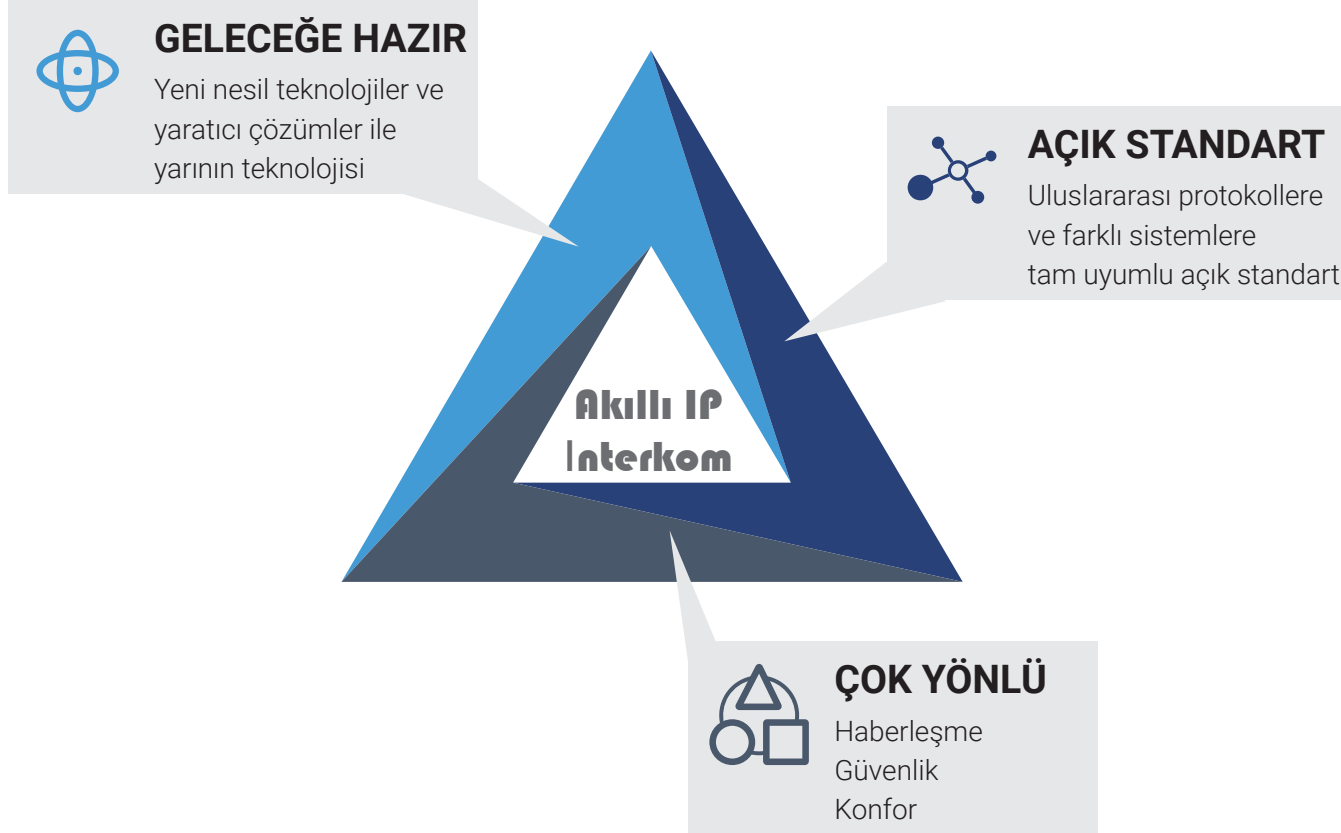 GELECEĞE HAZIR
Yeni nesil teknolojiler ve
yaratıcı çözümler ile
yarının teknolojisi
AÇIK STANDART
Uluslararası protokollere
ve farklı sistemlere
tam uyumlu açık standart
Akıllı IP
Interkom
ÇOK YÖNLÜ
Haberleşme
Güvenlik
Konfor